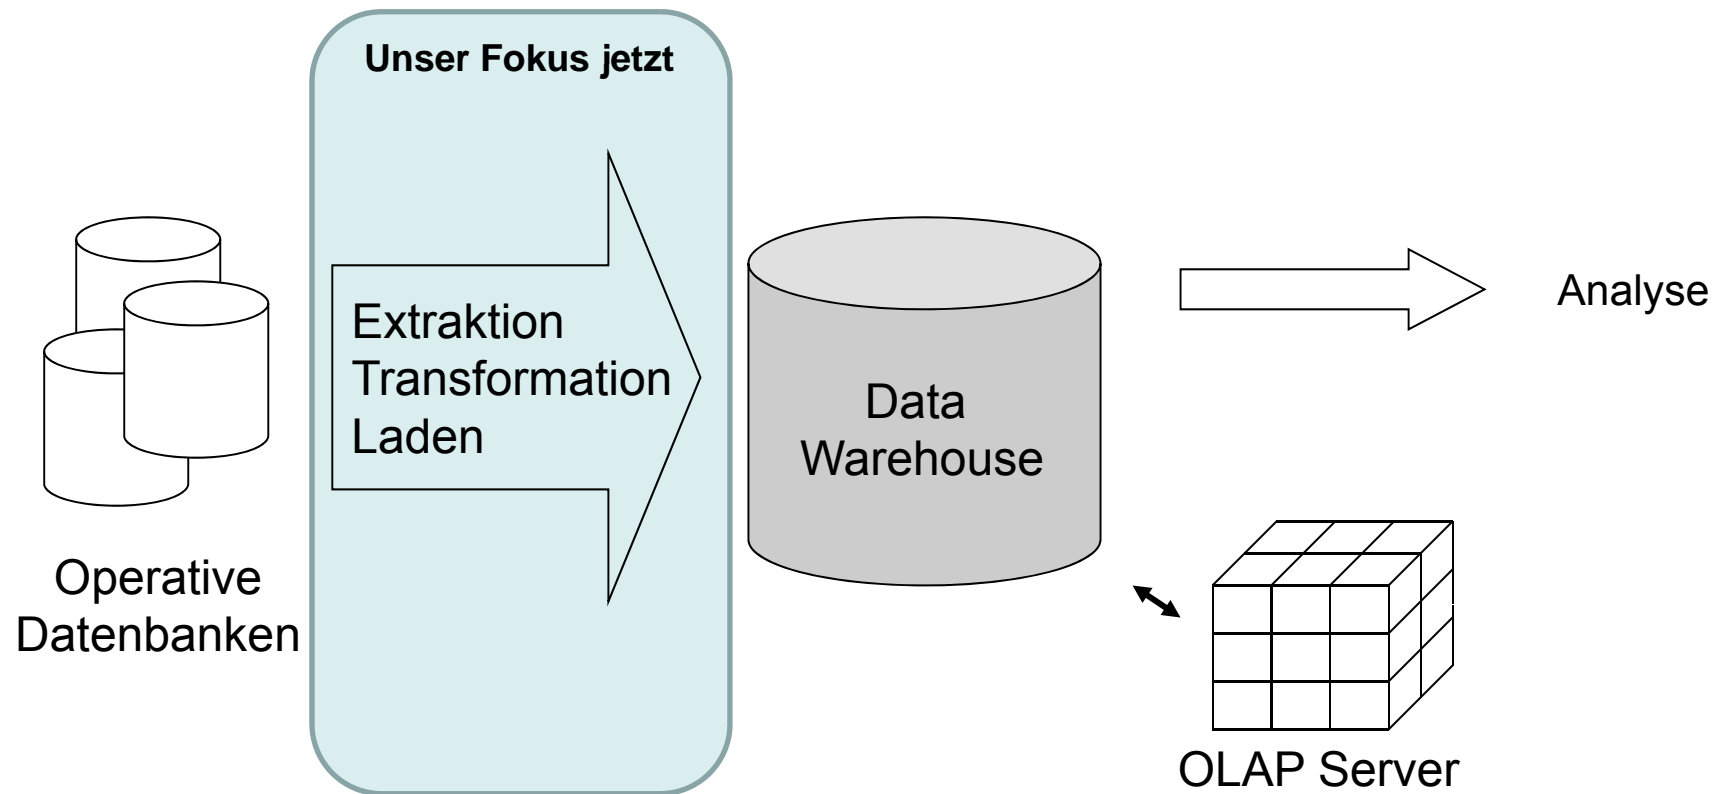 Unser Fokus jetzt
Operative
Datenbanken
Extraktion
Transformation
Laden
Data
Warehouse
Analyse
OLAP Server